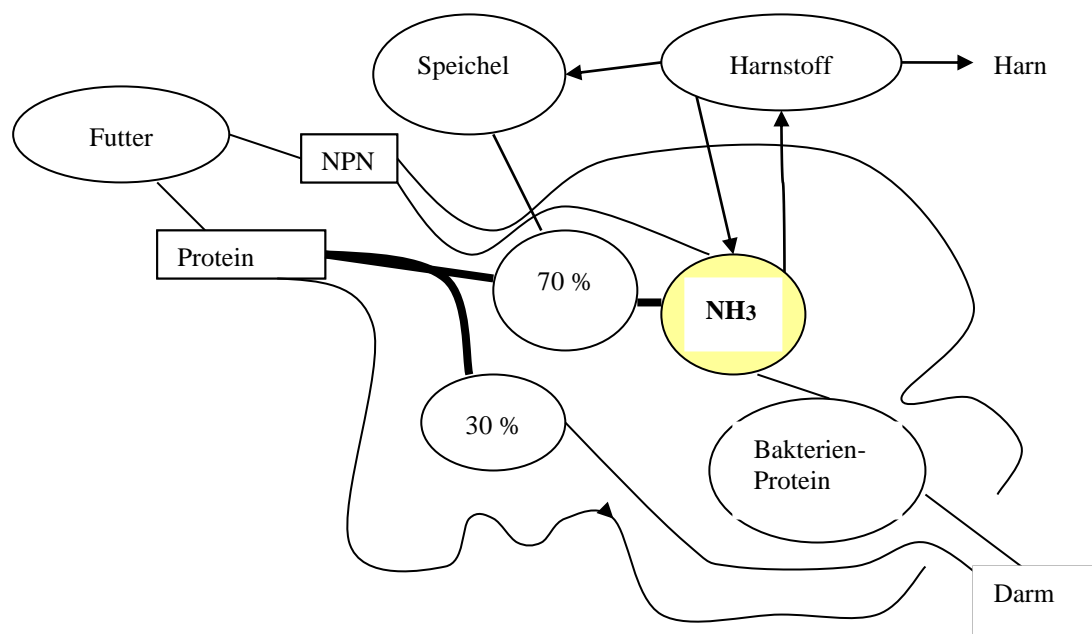 Speichel
Harnstoff
Harn
Futter
NPN
Protein
70 %
NH3
30 %
Bakterien-
Protein
Darm